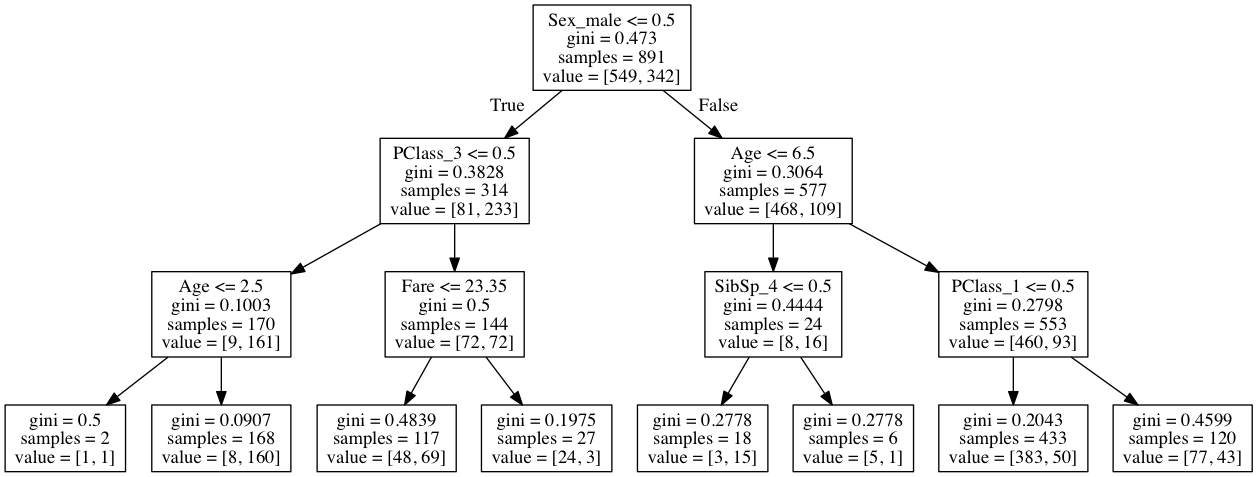 Sex_male <= 0.5
gini = 0.473
samples = 891
value = [549, 342]
True
False
PClass_3 <= 0.5
gini = 0.3828
samples = 314
value = [81, 233]
Age <= 6.5
gini = 0.3064
samples = 577
value = [468, 109]
Age <= 2.5
gini = 0.1003
samples = 170
value = [9, 161]
Fare <= 23.35
gini = 0.5
samples = 144
value = [72, 72]
SibSp_4 <= 0.5
gini = 0.4444
samples = 24
value = [8, 16]
PClass_1 <= 0.5
gini = 0.2798
samples = 553
value = [460, 93]
gini = 0.5
samples = 2
value = [1, 1]
gini = 0.0907
samples = 168
value = [8, 160]
gini = 0.4839
samples = 117
value = [48, 69]
gini = 0.1975
samples = 27
value = [24, 3]
gini = 0.2778
samples = 18
value = [3, 15]
gini = 0.2778
samples = 6
value = [5, 1]
gini = 0.2043
samples = 433
value = [383, 50]
gini = 0.4599
samples = 120
value = [77, 43]